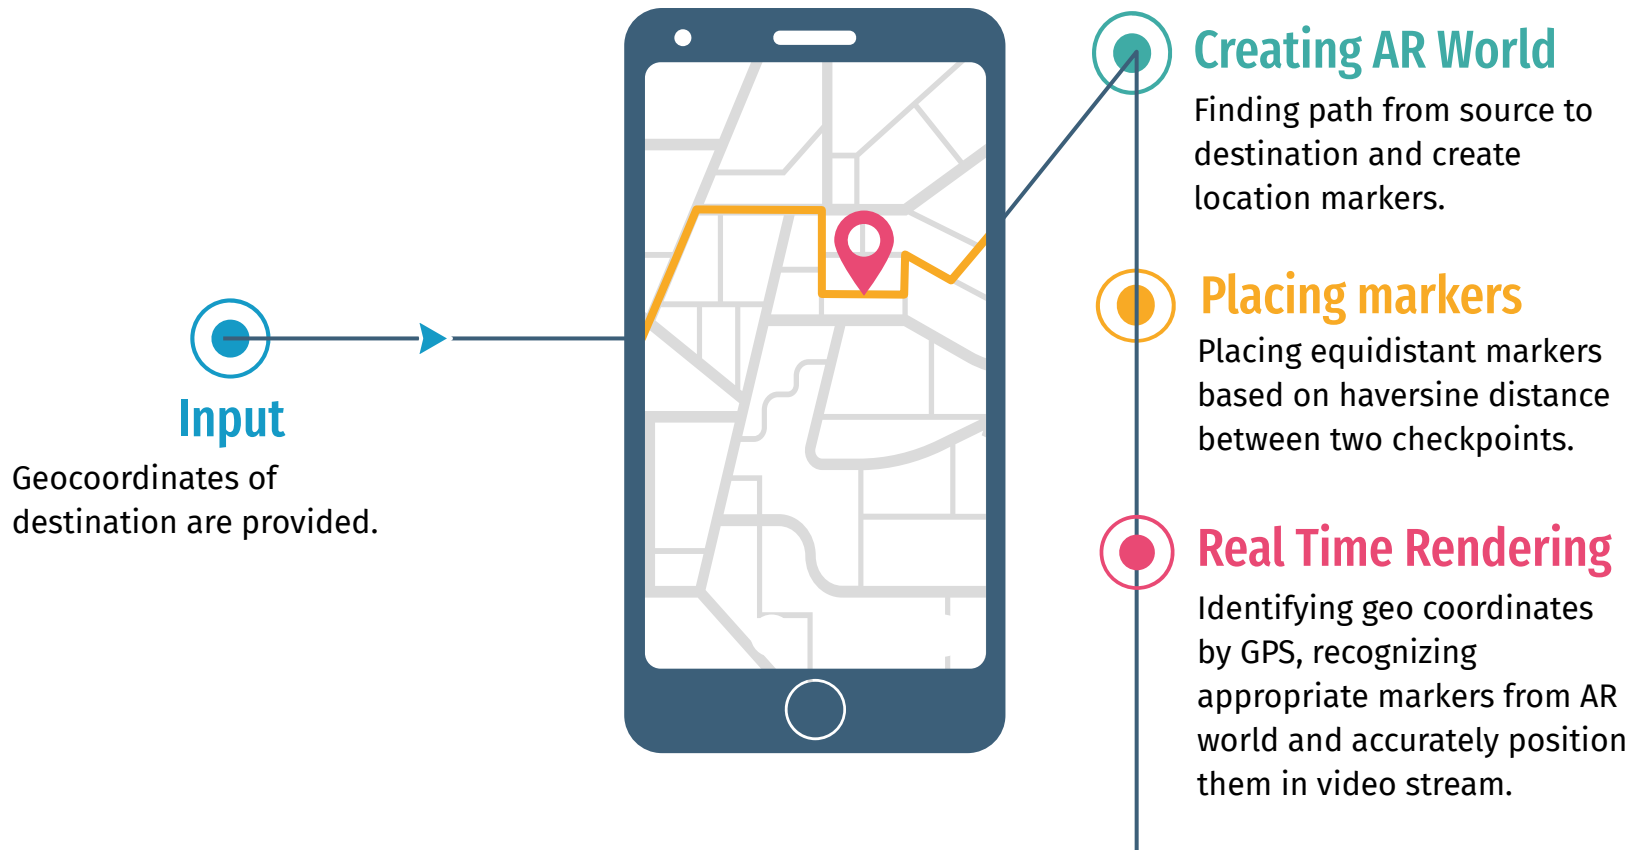 Input
Geocoordinates of
destination are provided.
Creating AR World
Finding path from source to
destination and create
location markers.
Placing markers
Placing equidistant markers
based on haversine distance
between two checkpoints.
Real Time Rendering
Identifying geo coordinates
by GPS, recognizing
appropriate markers from AR
world and accurately position
them in video stream.